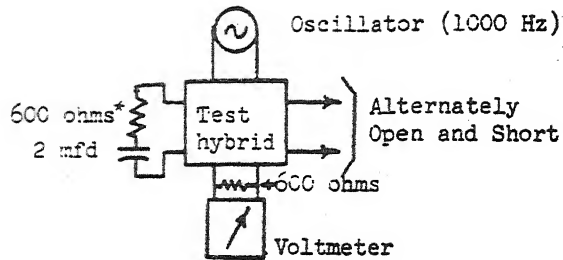 Oscillator (1000 Hz)
600 ohms*
2 mfd
Test
hybrid
Alternately
Open and Short
600 ohms
Voltmeter